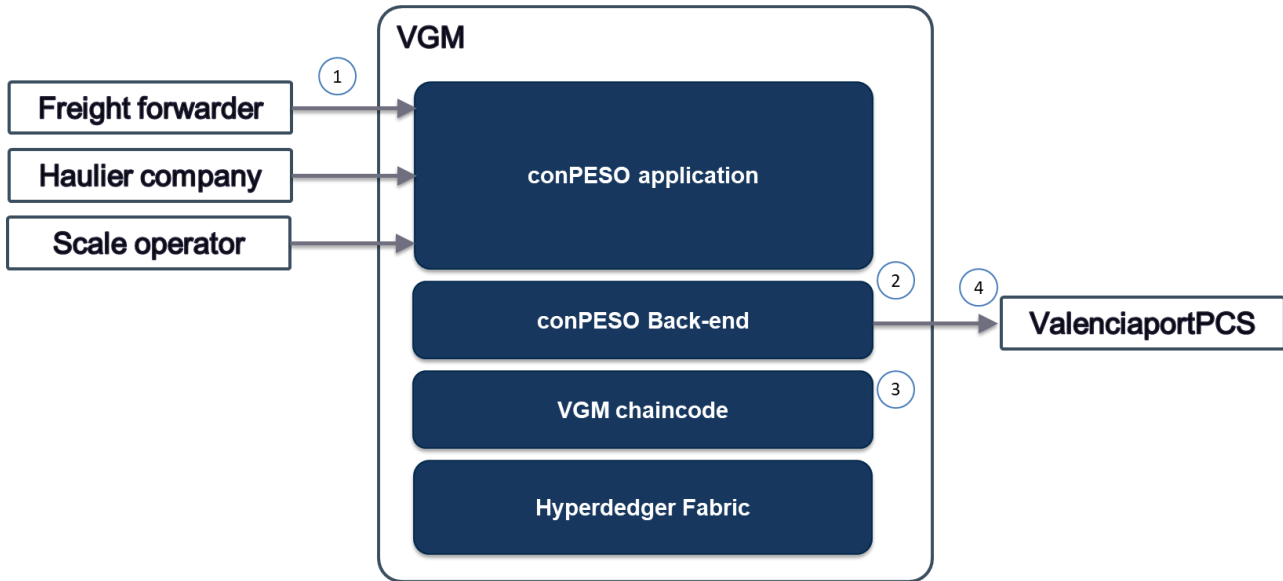 VGM
1
Freight forwarder
Haulier company
Scale operator
conPESO application
2
conPESO Back-end
4
ValenciaportPCS
3
VGM chaincode
Hyperdedger Fabric